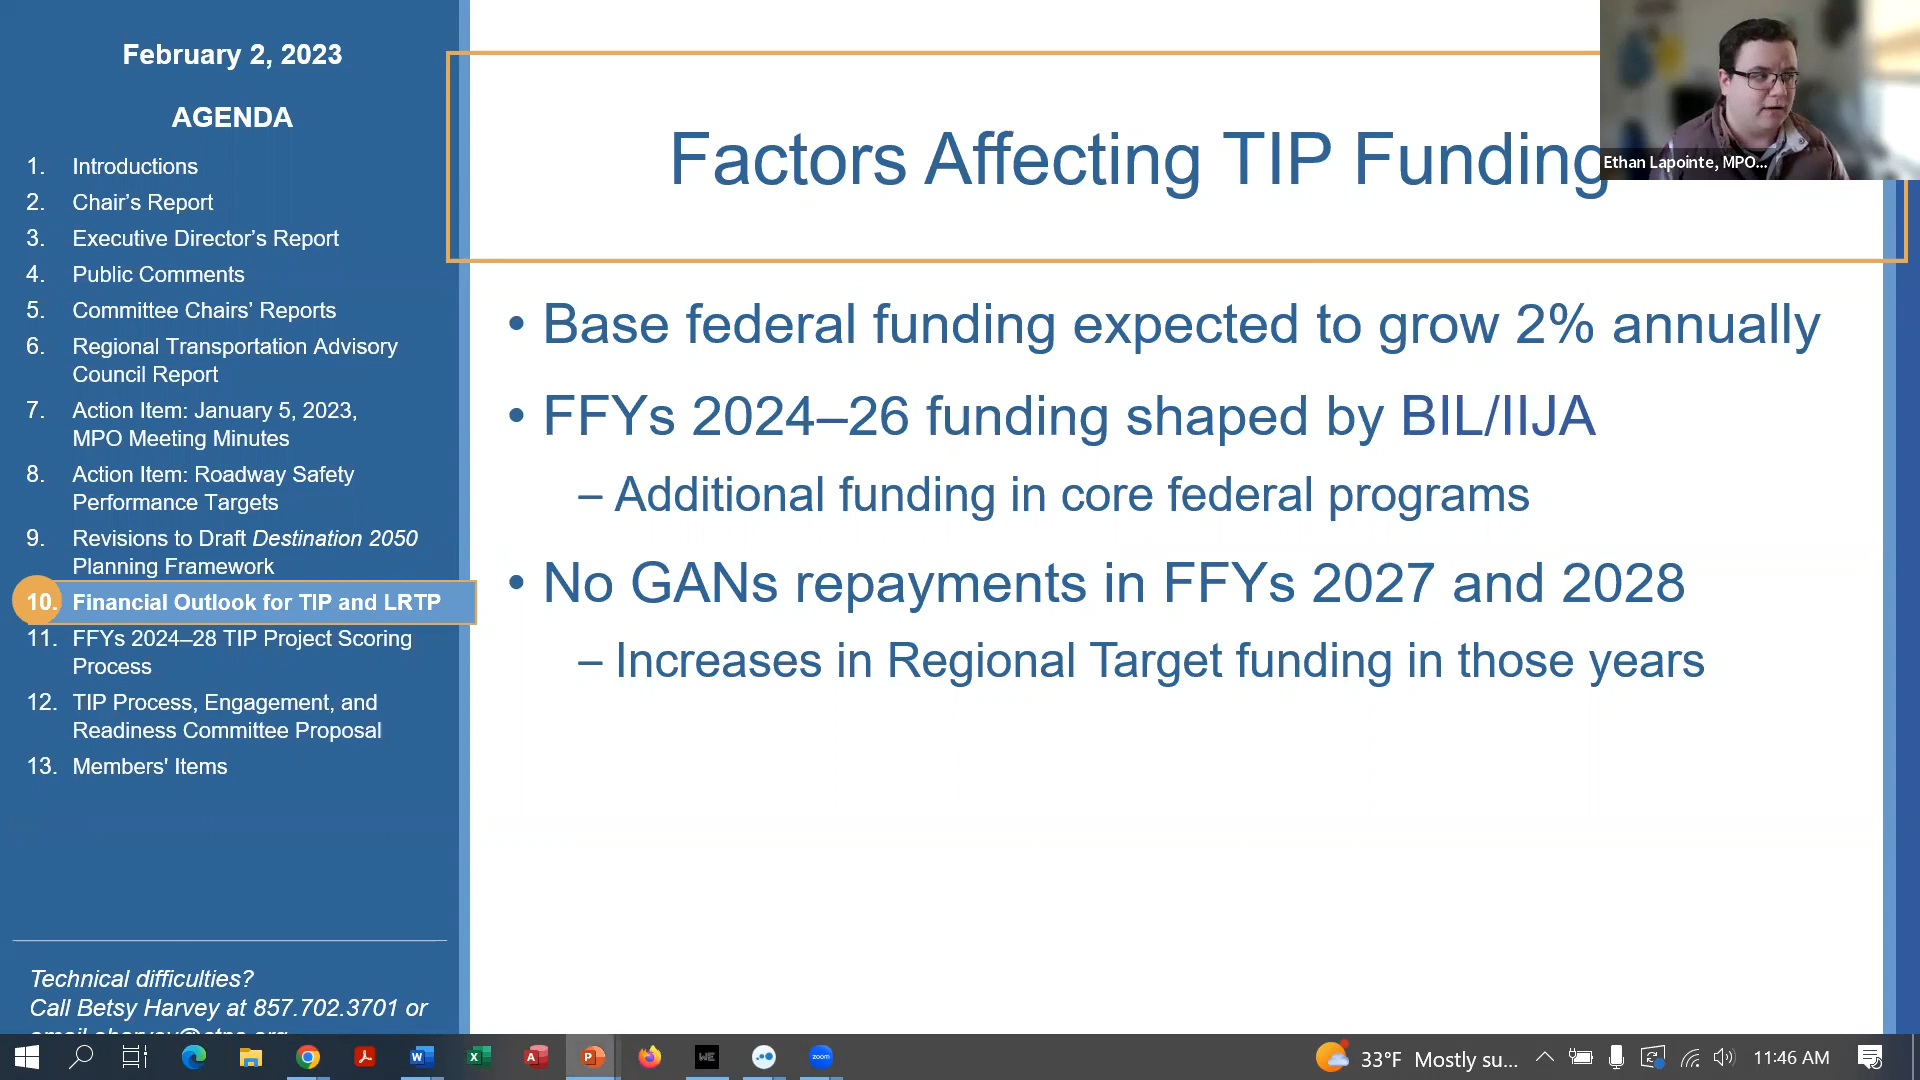 February 2, 2023
AGENDA
1. Introductions
2. Chair’s Report
3. Executive Director’s Report
4. Public Comments
5. Committee Chairs’ Reports
6. Regional Transportation Advisory
Council Report
7. Action Item: January 5, 2023,
MPO Meeting Minutes
8. Action Item: Roadway Safety
Performance Targets
9. Revisions to Draft Destination 2050
Planning Framework
10. Financial Outlook for TIP and LRTP
11. FFYs 2024–28 TIP Project Scoring
Process
12. TIP Process, Engagement, and
Readiness Committee Proposal
13. Members' Items
Technical difficulties?
Call Betsy Harvey at 857.702.3701 or
Factors Affecting TIP Funding
Ethan Lapointe, MPO...
• Base federal funding expected to grow 2% annually
• FFYs 2024–26 funding shaped by BIL/IIJA
– Additional funding in core federal programs
• No GANs repayments in FFYs 2027 and 2028
– Increases in Regional Target funding in those years
WE
zoom
33°F Mostly su...
11:46 AM